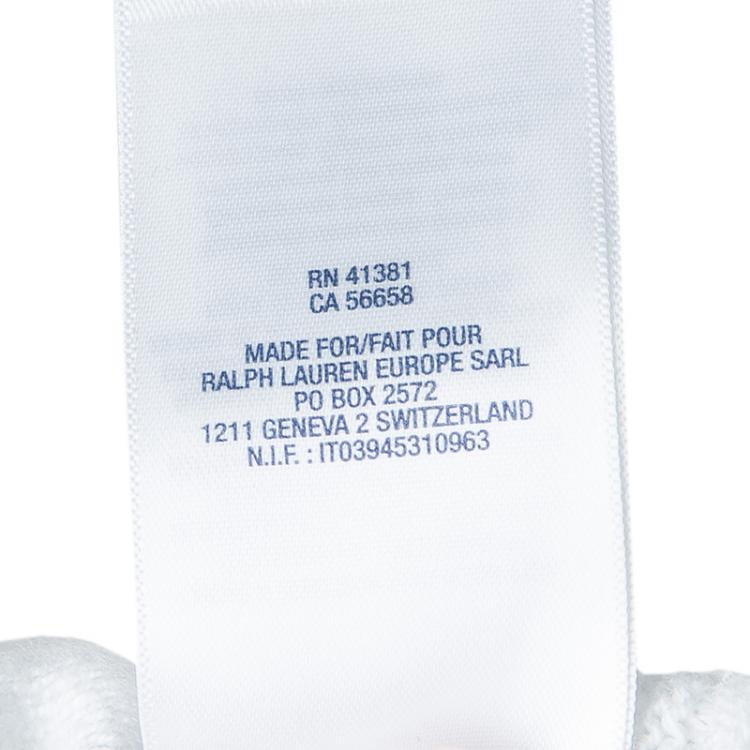 RN 41381
CA 56658
MADE FOR/FAIT POUR
RALPH LAUREN EUROPE SARL
PO BOX 2572
1211 GENEVA 2 SWITZERLAND
N.I.F. : IT03945310963